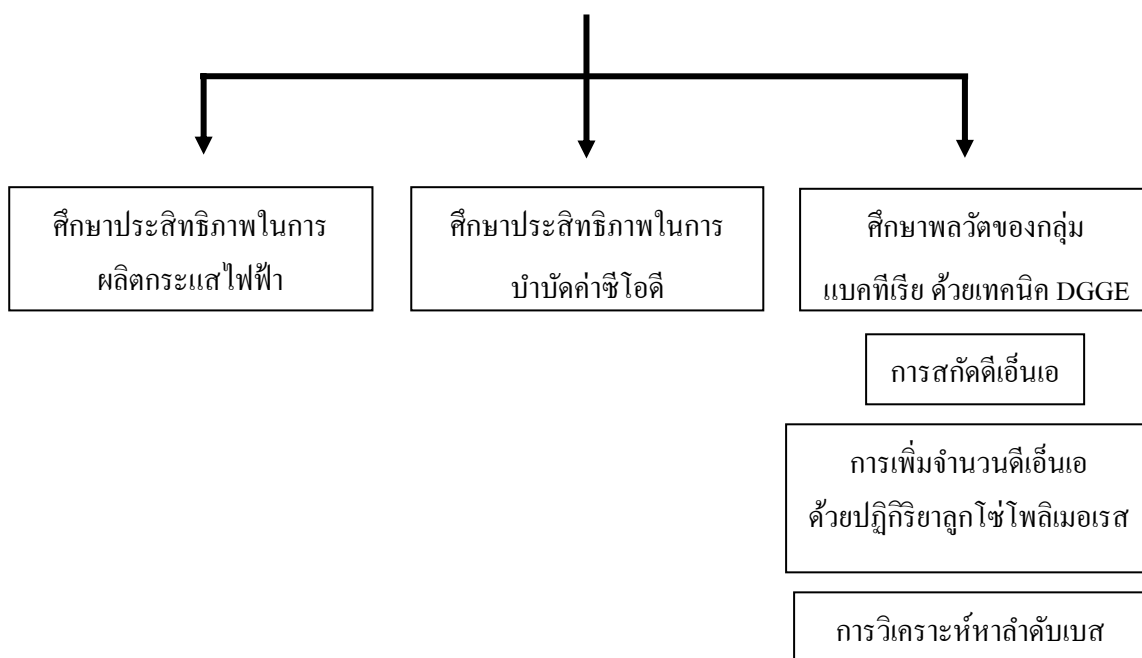 ศึกษาประสิทธิภาพในการ
ผลิตกระแสไฟฟ้า
ศึกษาประสิทธิภาพในการ
บำบัดค่าซีโอดี
ศึกษาพลวัตของกลุ่ม
แบคทีเรีย ด้วยเทคนิค DGGE
การสกัดดีเอ็นเอ
การเพิ่มจำนวนดีเอ็นเอ
ด้วยปฏิกิริยาลูกโซ่โพลิเมอเรส
การวิเคราะห์หาลำดับเบส